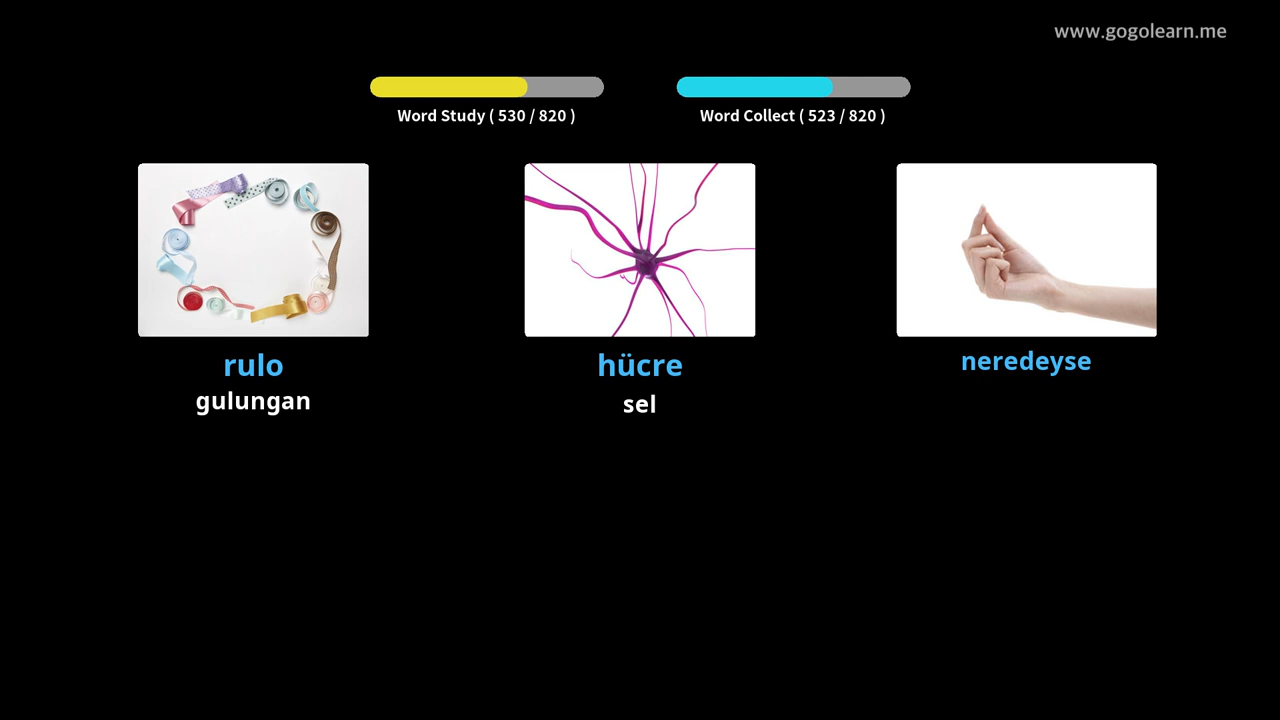 www.gogolearn.me
Word Study ( 530 / 820 )
Word Collect ( 523 / 820 )
rulo
gulungan
hücre
sel
neredeyse